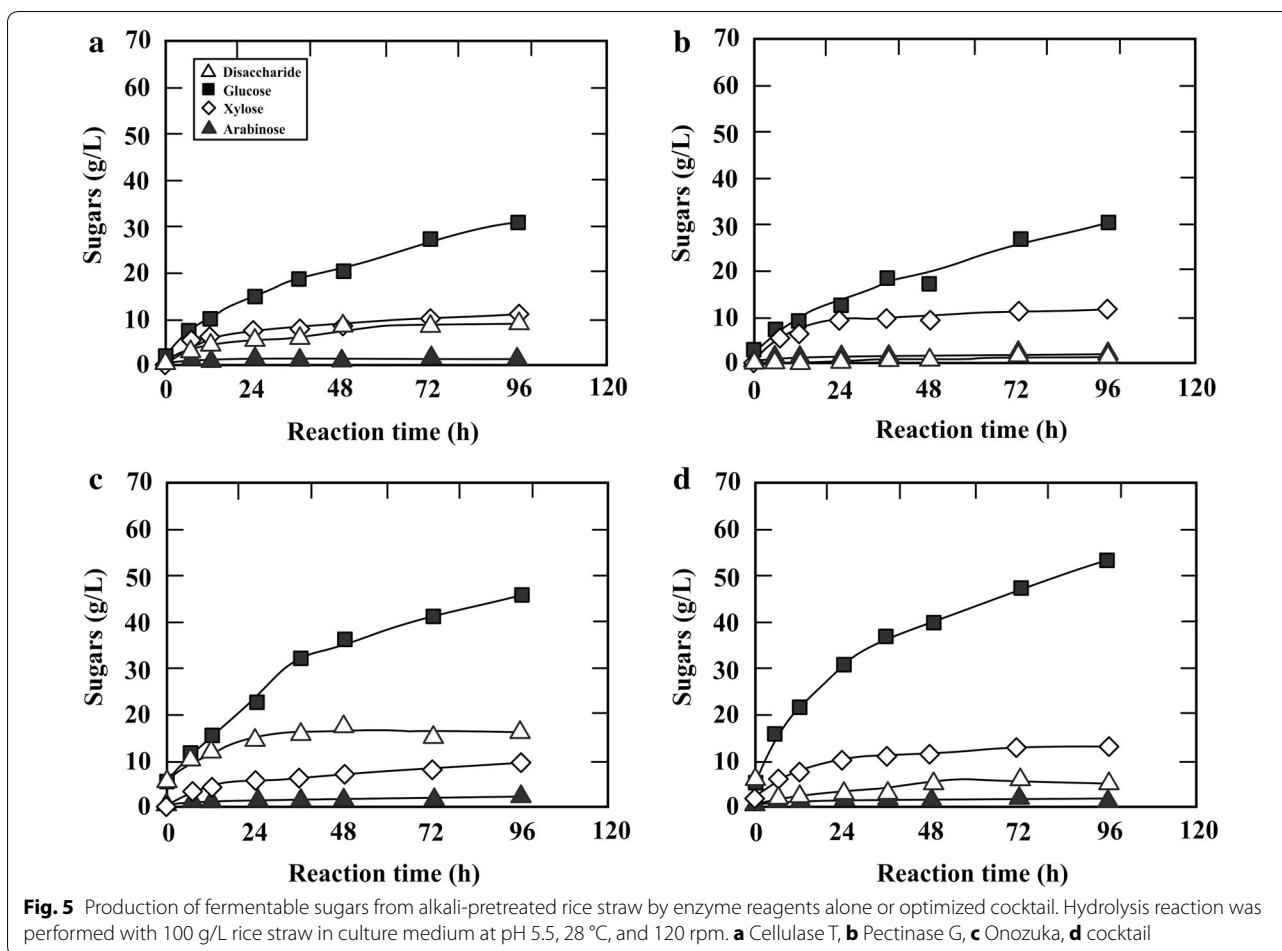 a
70
60
50
40
30
20
10
0
Sugars (g/L)
Disaccharide
Glucose
Xylose
Arabinose
0 24 48 72 96 120
Reaction time (h)
b
70
60
50
40
30
20
10
0
Sugars (g/L)
0 24 48 72 96 120
Reaction time (h)
c
70
60
50
40
30
20
10
0
Sugars (g/L)
0 24 48 72 96 120
Reaction time (h)
d
70
60
50
40
30
20
10
0
Sugars (g/L)
0 24 48 72 96 120
Reaction time (h)
Fig. 5 Production of fermentable sugars from alkali-pretreated rice straw by enzyme reagents alone or optimized cocktail. Hydrolysis reaction was
performed with 100 g/L rice straw in culture medium at pH 5.5, 28 °C, and 120 rpm. a Cellulase T, b Pectinase G, c Onozuka, d cocktail